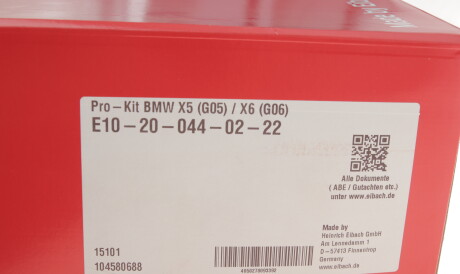 Pro-Kit BMW X5 (G05) / X6 (G06)
E10-20-044-02-22
Alle Dokumente
( ABE / Gutachten etc.)
unter www.eibach.de
Made by
Heinrich Eibach GmbH
Am Lennedamm 1
D-57413 Finnentrop
Germany
www.eibach.de
15101
104580688